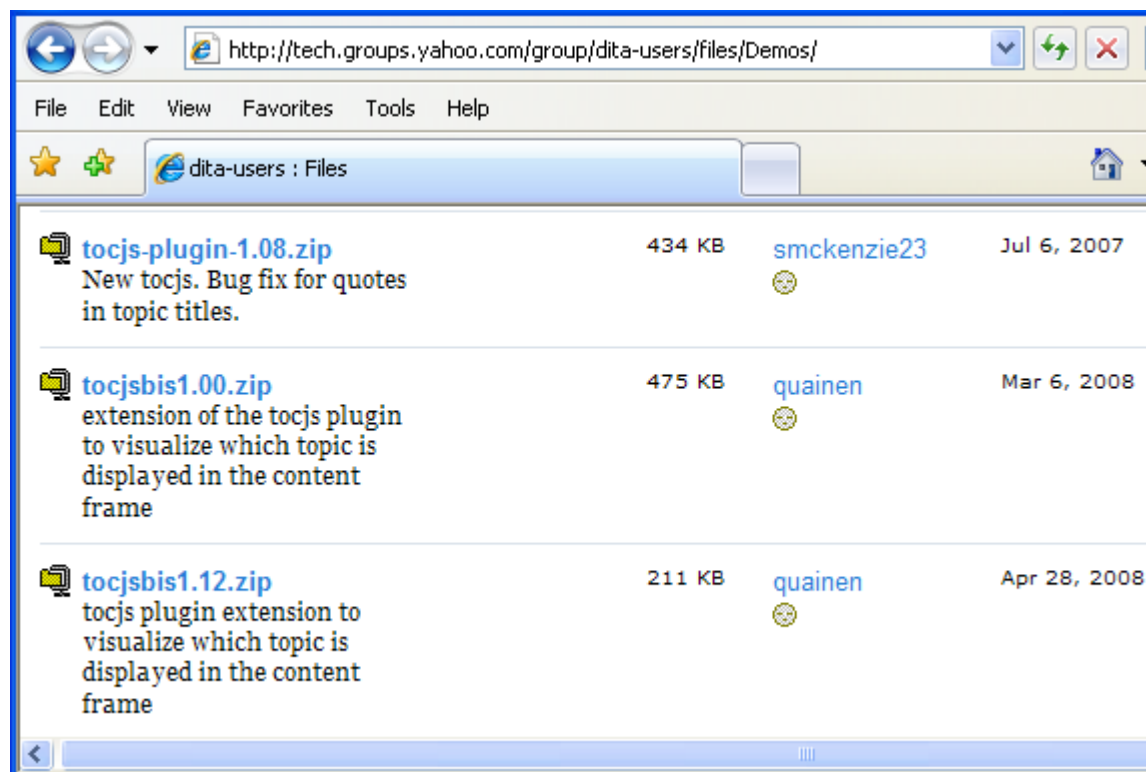 http://tech.groups.yahoo.com/group/dita-users/files/Demos/
File Edit View Favorites Tools Help
dita-users : Files
tocjs-plugin-1.08.zip 434 KB smckenzie23 Jul 6, 2007
New tocjs. Bug fix for quotes
in topic titles.
tocjsbis1.00.zip 475 KB quainen Mar 6, 2008
extension of the tocjs plugin
to visualize which topic is
displayed in the content
frame
tocjsbis1.12.zip 211 KB quainen Apr 28, 2008
tocjs plugin extension to
visualize which topic is
displayed in the content
frame